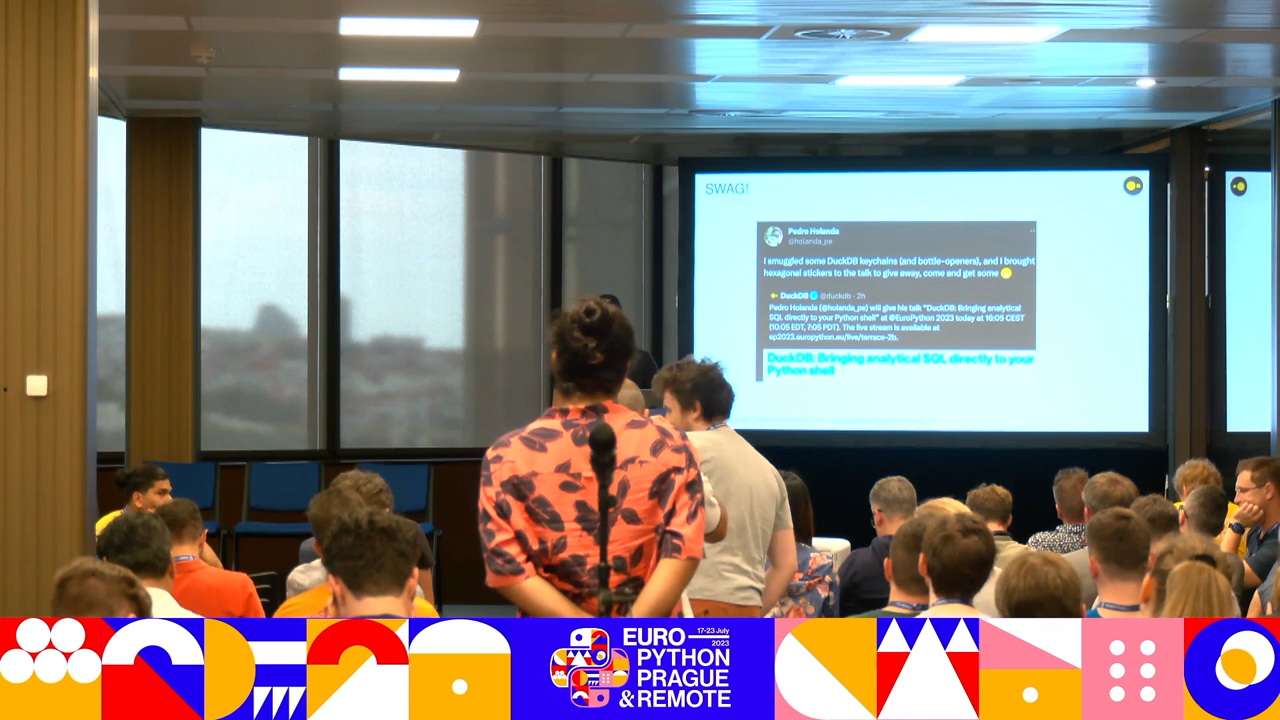 SWAG!
Pedro Holanda
@holanda_pe
I smuggled some DuckDB keychains (and bottle-openers), and I brought
hexagonal stickers to the talk to give away, come and get some
DuckDB @duckdb · 2h
Pedro Holanda (@holanda_pe) will give his talk "DuckDB: Bringing analytical
SQL directly to your Python shell" at @EuroPython 2023 today at 16:05 CEST
(10:05 EDT, 7:05 PDT). The live stream is available at
ep2023.europython.eu/live/terrace-2b.
DuckDB: Bringing analytical SQL directly to your
Python shell
17-23 July
2023
EURO
PYTHON
PRAGUE
&REMOTE